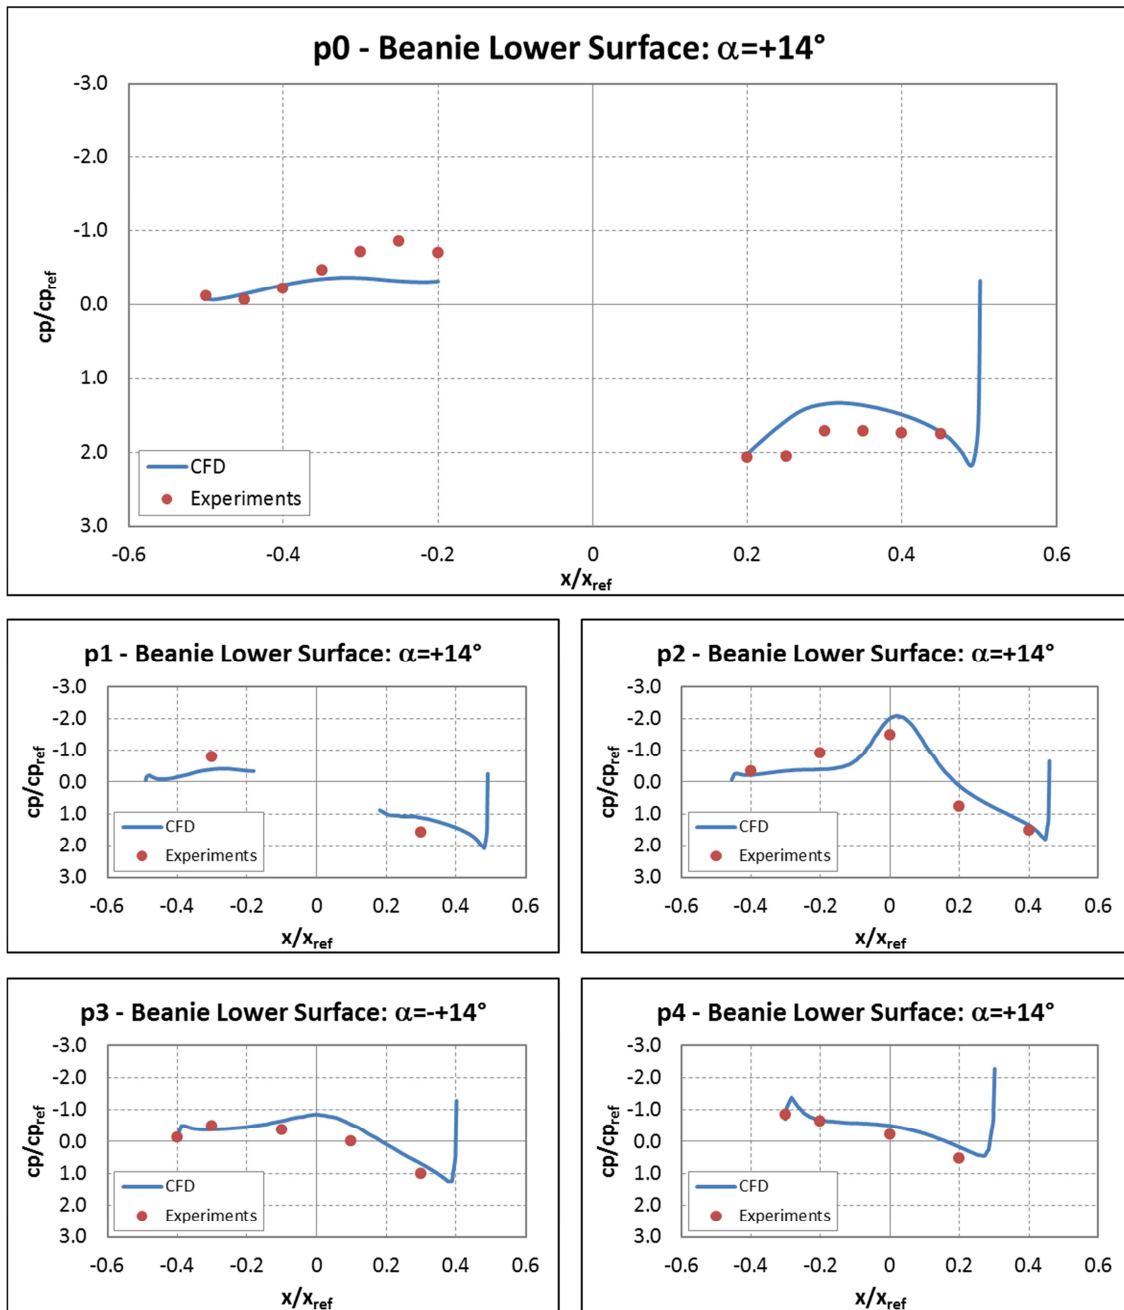 p0 - Beanie Lower Surface: α=+14°
-3.0
-2.0
-1.0
0.0
1.0
2.0
3.0
cp/cpref
CFD
Experiments
-0.6 -0.4 -0.2 0 0.2 0.4 0.6
x/xref
p1 - Beanie Lower Surface: α=+14°
-3.0
-2.0
-1.0
0.0
1.0
2.0
3.0
cp/cpref
CFD
Experiments
-0.6 -0.4 -0.2 0 0.2 0.4 0.6
x/xref
p2 - Beanie Lower Surface: α=+14°
-3.0
-2.0
-1.0
0.0
1.0
2.0
3.0
cp/cpref
CFD
Experiments
-0.6 -0.4 -0.2 0 0.2 0.4 0.6
x/xref
p3 - Beanie Lower Surface: α=-+14°
-3.0
-2.0
-1.0
0.0
1.0
2.0
3.0
cp/cpref
CFD
Experiments
-0.6 -0.4 -0.2 0 0.2 0.4 0.6
x/xref
p4 - Beanie Lower Surface: α=+14°
-3.0
-2.0
-1.0
0.0
1.0
2.0
3.0
cp/cpref
CFD
Experiments
-0.6 -0.4 -0.2 0 0.2 0.4 0.6
x/xref